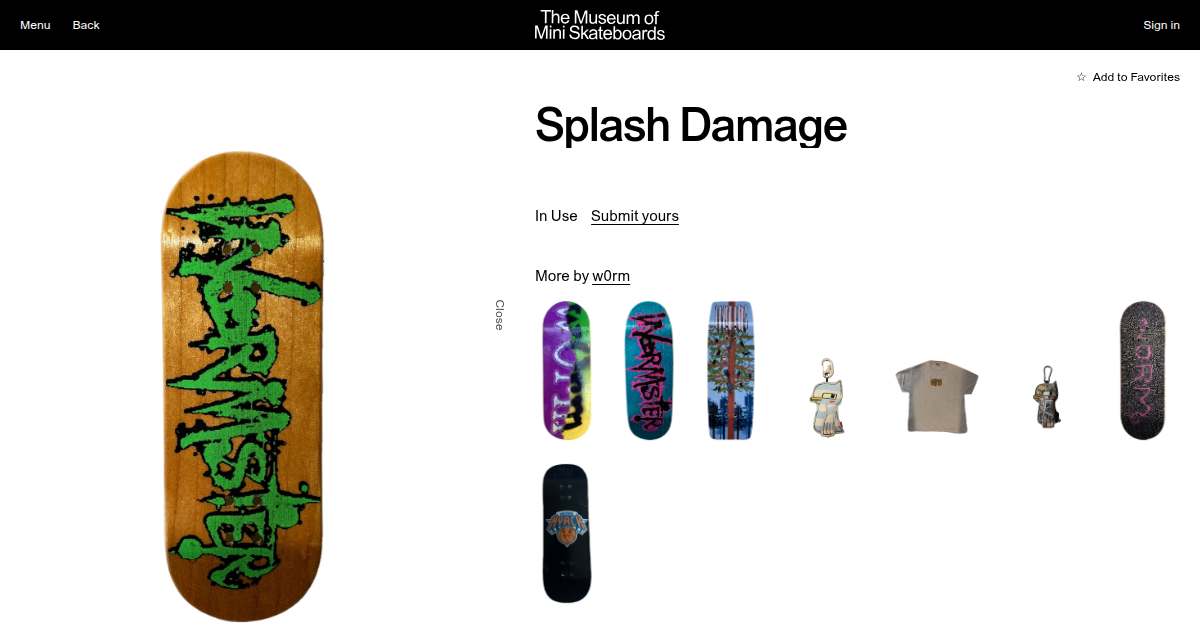 Menu
Back
The Museum of
Mini Skateboards
Sign in
☆ Add to Favorites
Splash Damage
WORMSTER
In Use
Submit yours
More by w0rm
Close
WORMSTER